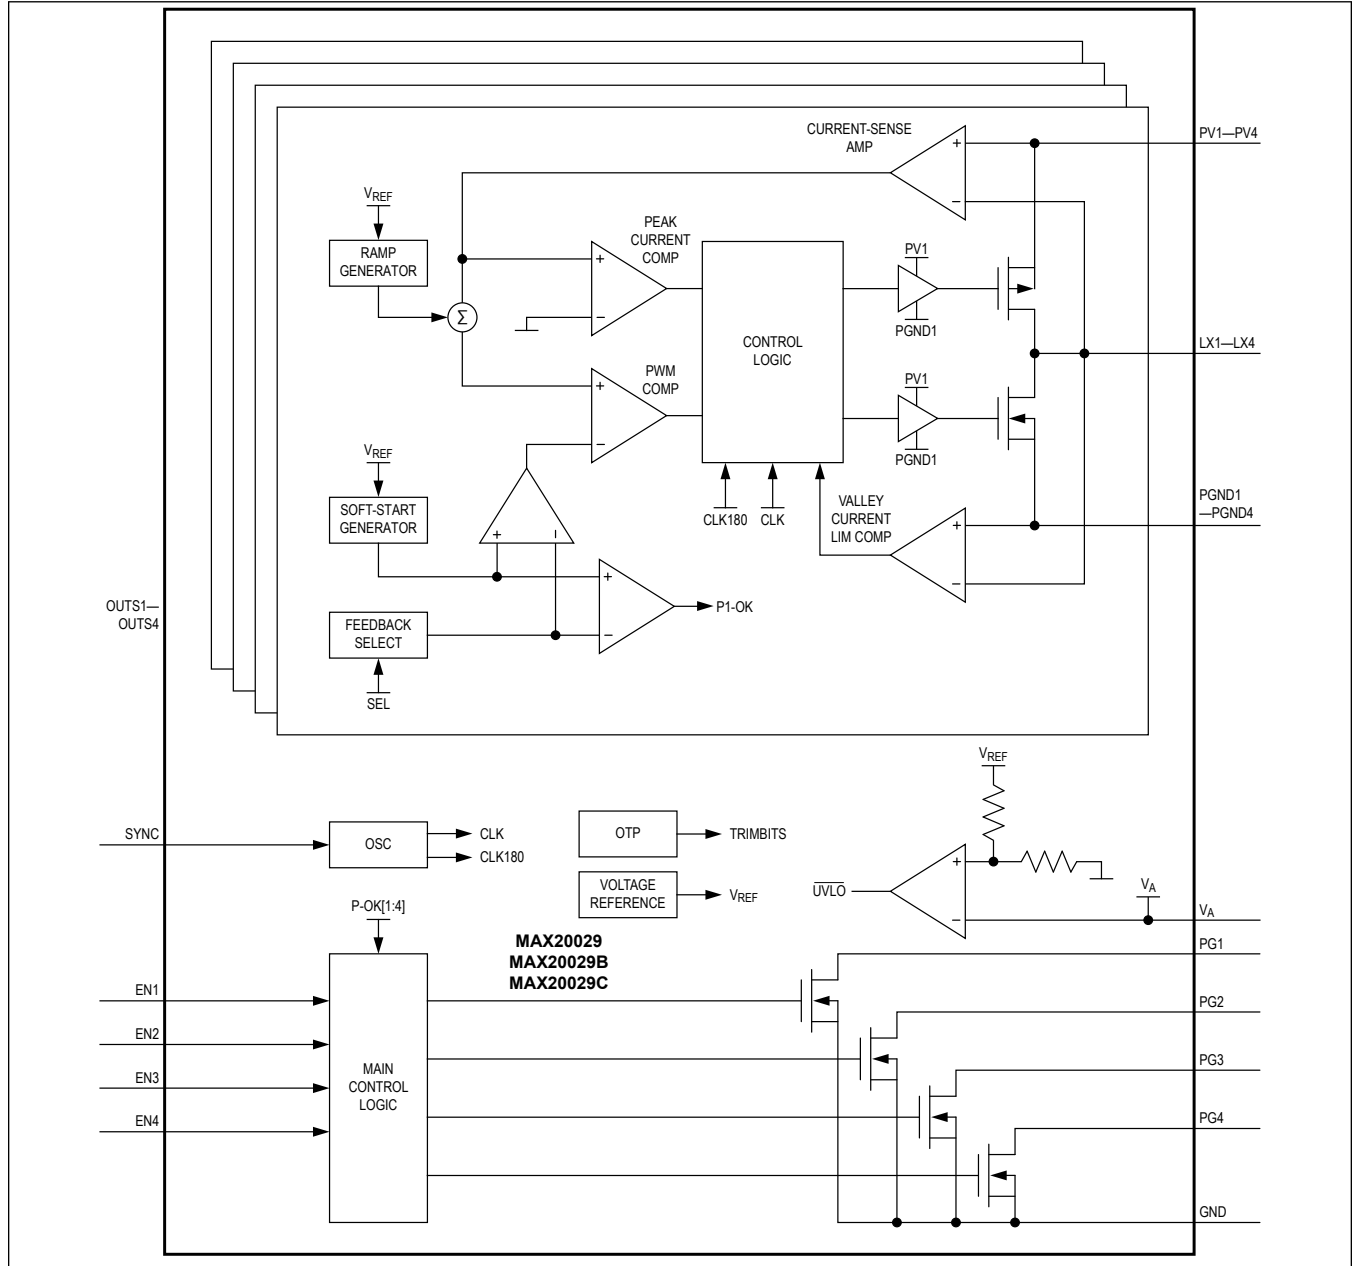 CURRENT-SENSE
AMP
+
−
PV1—PV4
VREF
RAMP
GENERATOR
Σ
PEAK
CURRENT
COMP
+
−
CONTROL
LOGIC
PV1
PGND1
LX1—LX4
PWM
COMP
+
−
PV1
PGND1
VREF
SOFT-START
GENERATOR
+
−
CLK180
CLK
VALLEY
CURRENT
LIM COMP
+
−
PGND1
—PGND4
OUTS1—
OUTS4
+
−
P1-OK
FEEDBACK
SELECT
SEL
VREF
SYNC
OSC
CLK
CLK180
OTP
TRIMBITS
VOLTAGE
REFERENCE
VREF
UVLO
+
−
VA
VA
P-OK[1:4]
MAX20029
MAX20029B
MAX20029C
PG1
EN1
EN2
EN3
EN4
MAIN
CONTROL
LOGIC
PG2
PG3
PG4
GND